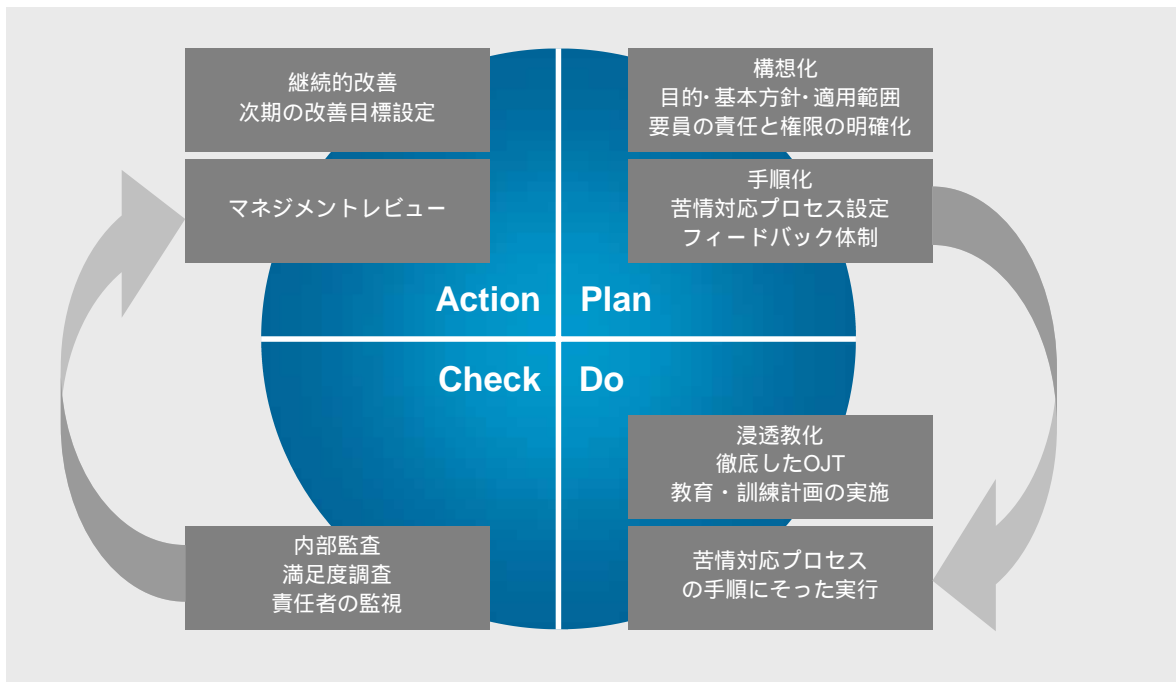 継続的改善
次期の改善目標設定
マネジメントレビュー
構想化
目的・基本方針・適用範囲
要員の責任と権限の明確化
手順化
苦情対応プロセス設定
フィードバック体制
Action
Plan
Check
Do
浸透教化
徹底したOJT
教育・訓練計画の実施
内部監査
満足度調査
責任者の監視
苦情対応プロセス
の手順にそった実行